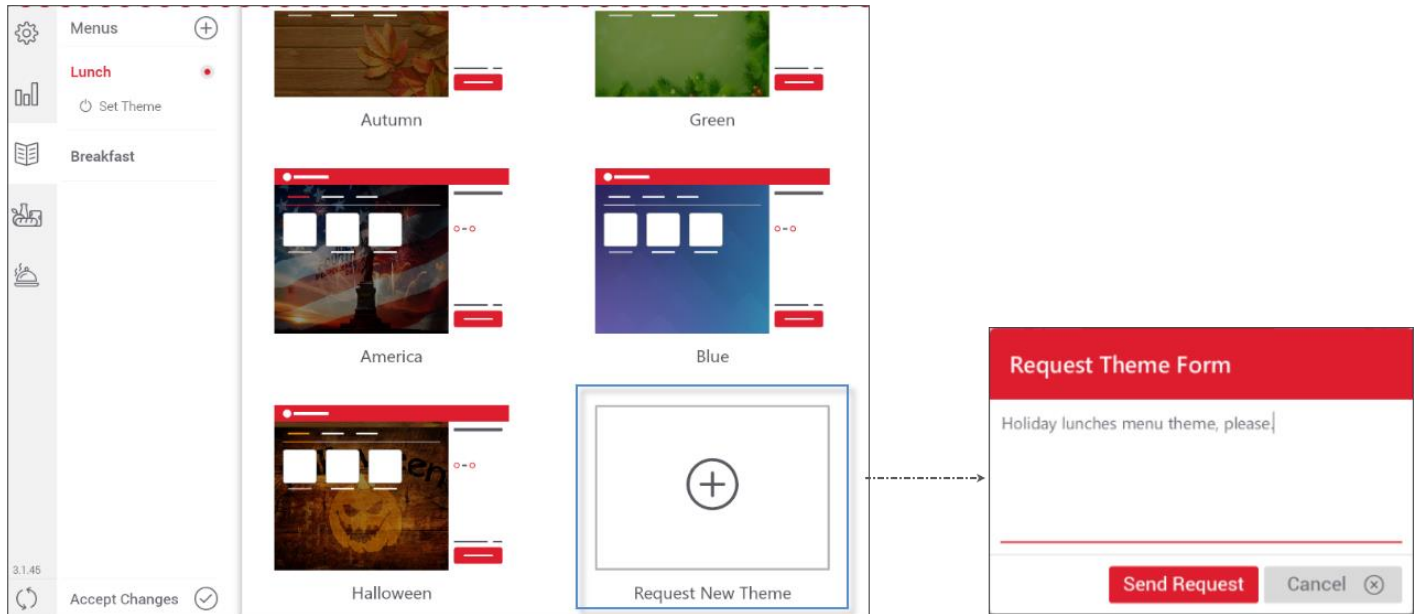 Menus
Lunch
Set Theme
Breakfast
3.1.45
Accept Changes
Autumn
Green
America
Blue
Halloween
Request New Theme
Request Theme Form
Holiday lunches menu theme, please.
Send Request
Cancel